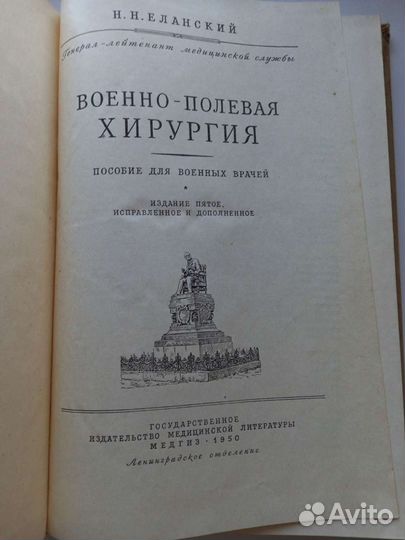 Н.Н.ЕЛАНСКИЙ
Генерал-лейтенант медицинской службы
ВОЕННО-ПОЛЕВАЯ
ХИРУРГИЯ
ПОСОБИЕ ДЛЯ ВОЕННЫХ ВРАЧЕЙ
ИЗДАНИЕ ПЯТОЕ,
ИСПРАВЛЕННОЕ И ДОПОЛНЕННОЕ
ГОСУДАРСТВЕННОЕ
ИЗДАТЕЛЬСТВО МЕДИЦИНСКОЙ ЛИТЕРАТУРЫ
МЕДГИЗ · 1950
Ленинградское отделение
Avito